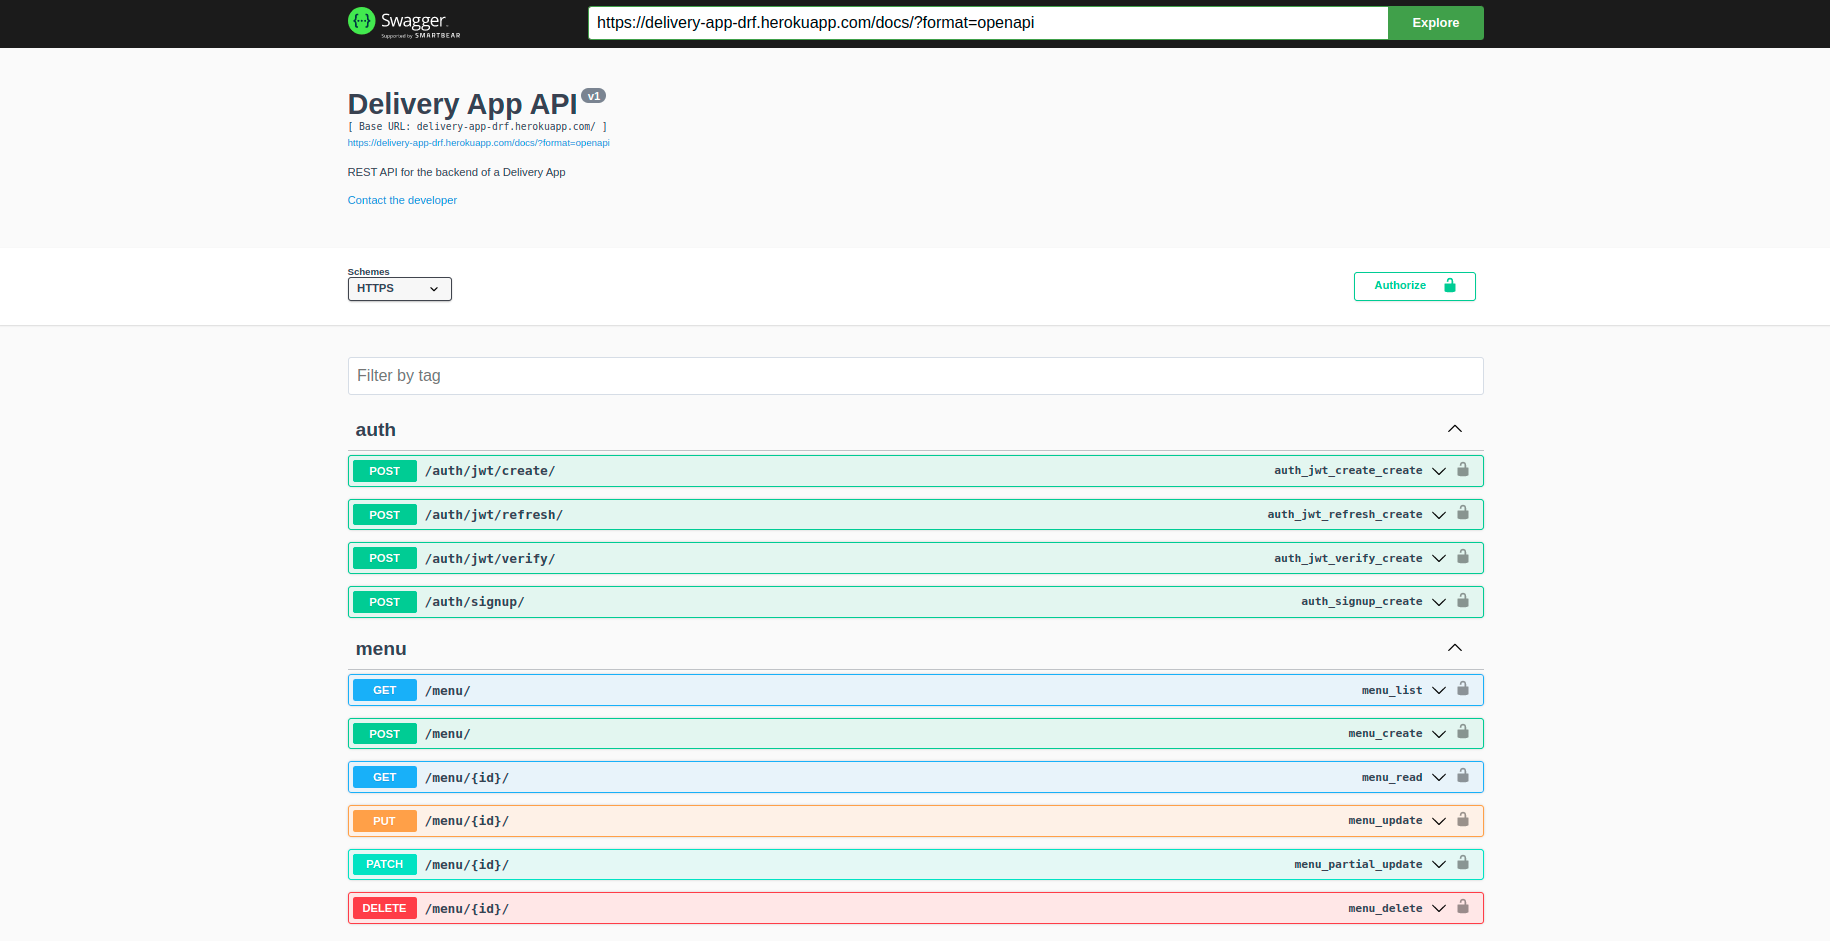 Swagger.
Supported by SMARTBEAR
https://delivery-app-drf.herokuapp.com/docs/?format=openapi
Explore
Delivery App API v1
[ Base URL: delivery-app-drf.herokuapp.com/ ]
https://delivery-app-drf.herokuapp.com/docs/?format=openapi
REST API for the backend of a Delivery App
Contact the developer
Schemes
HTTPS
Authorize
Filter by tag
auth
POST /auth/jwt/create/ auth_jwt_create_create
POST /auth/jwt/refresh/ auth_jwt_refresh_create
POST /auth/jwt/verify/ auth_jwt_verify_create
POST /auth/signup/ auth_signup_create
menu
GET /menu/ menu_list
POST /menu/ menu_create
GET /menu/{id}/ menu_read
PUT /menu/{id}/ menu_update
PATCH /menu/{id}/ menu_partial_update
DELETE /menu/{id}/ menu_delete